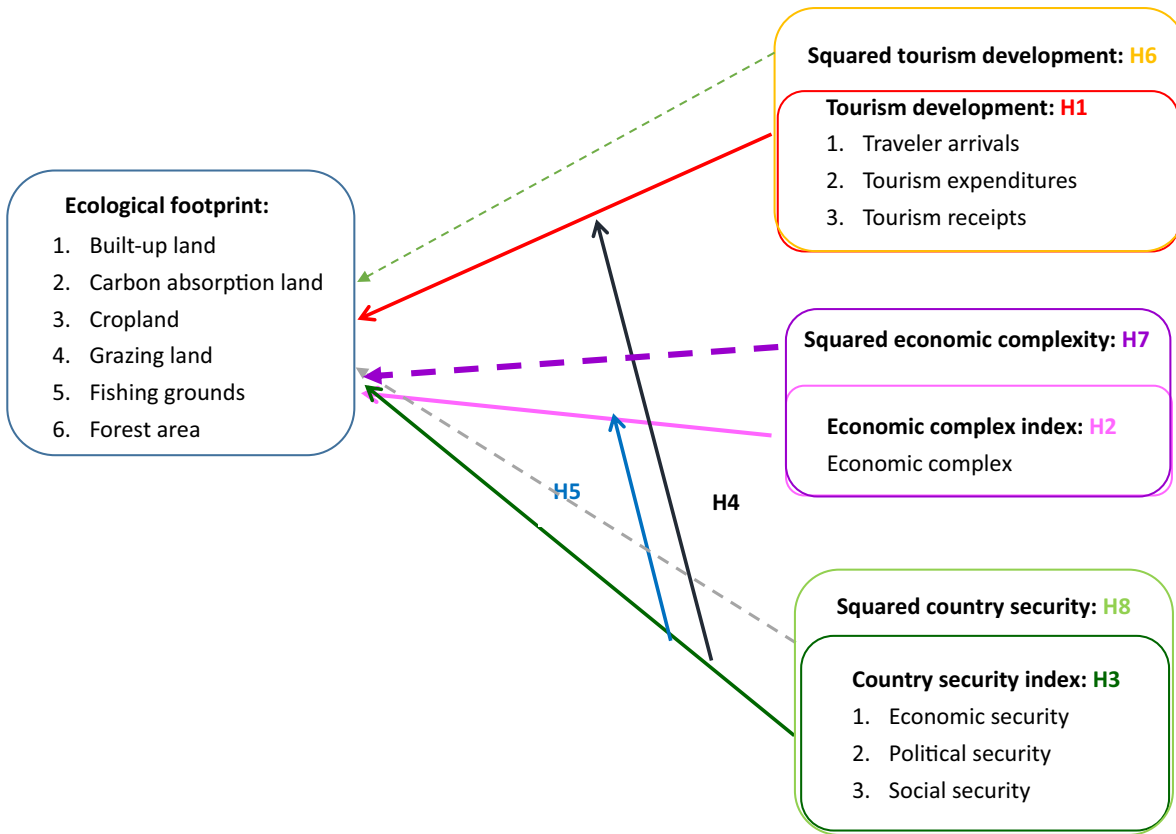 Squared tourism development: H6
Tourism development: H1
1. Traveler arrivals
2. Tourism expenditures
3. Tourism receipts
Ecological footprint:
1. Built-up land
2. Carbon absorption land
3. Cropland
4. Grazing land
5. Fishing grounds
6. Forest area
Squared economic complexity: H7
Economic complex index: H2
Economic complex
H5
H4
Squared country security: H8
Country security index: H3
1. Economic security
2. Political security
3. Social security